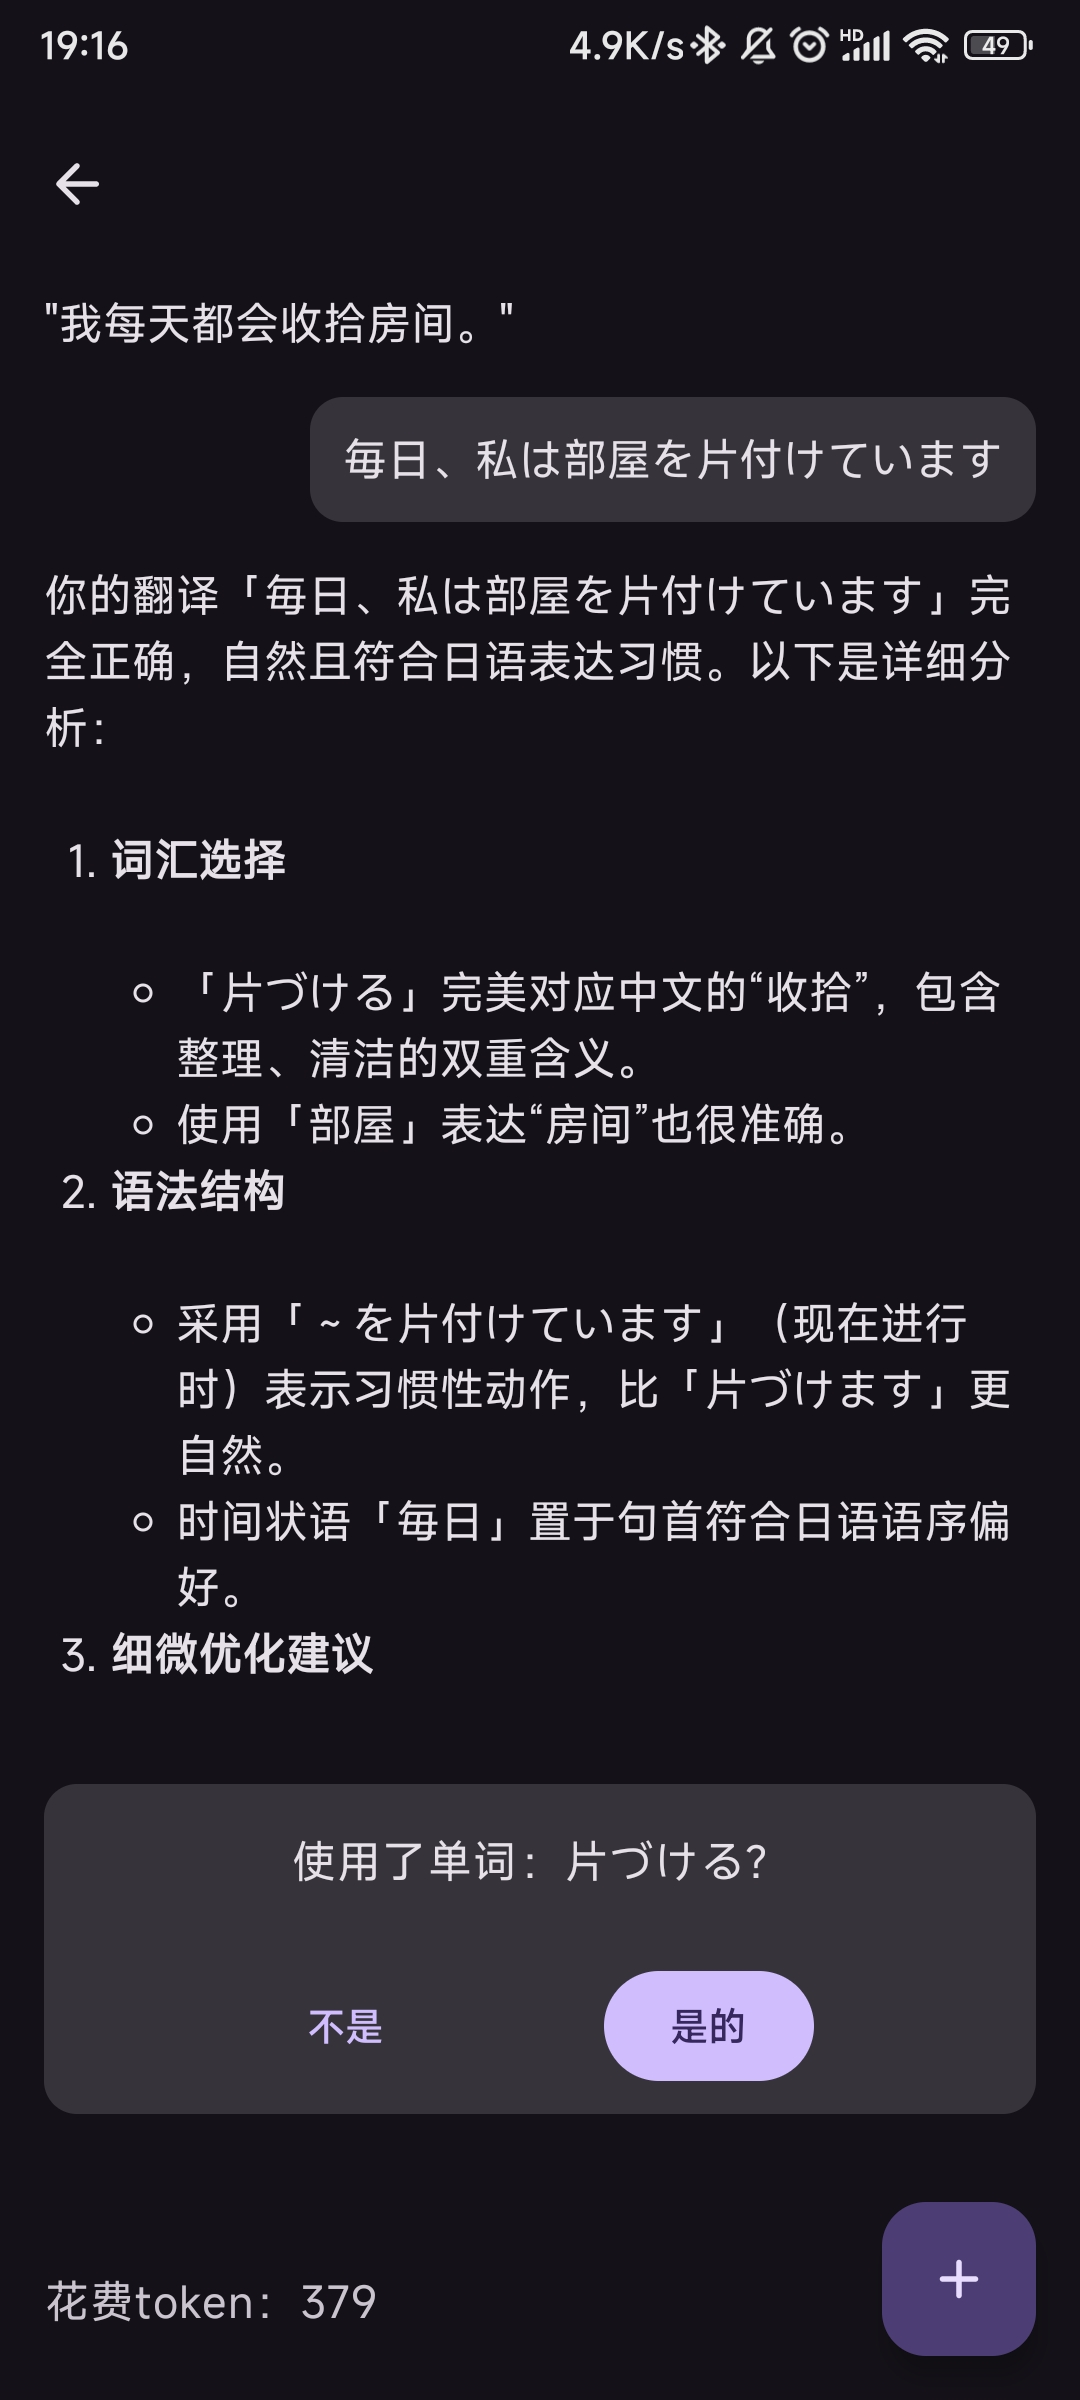 19:16
4.9K/s
HD
49
"我每天都会收拾房间。"
毎日、私は部屋を片付けています
你的翻译「毎日、私は部屋を片付けています」完
全正确，自然且符合日语表达习惯。以下是详细分
析：
1. 词汇选择
「片づける」完美对应中文的“收拾”，包含
整理、清洁的双重含义。
使用「部屋」表达“房间”也很准确。
2. 语法结构
采用「～を片付けています」（现在进行
时）表示习惯性动作，比「片づけます」更
自然。
时间状语「毎日」置于句首符合日语语序偏
好。
3. 细微优化建议
使用了单词：片づける?
不是
是的
花费token：379